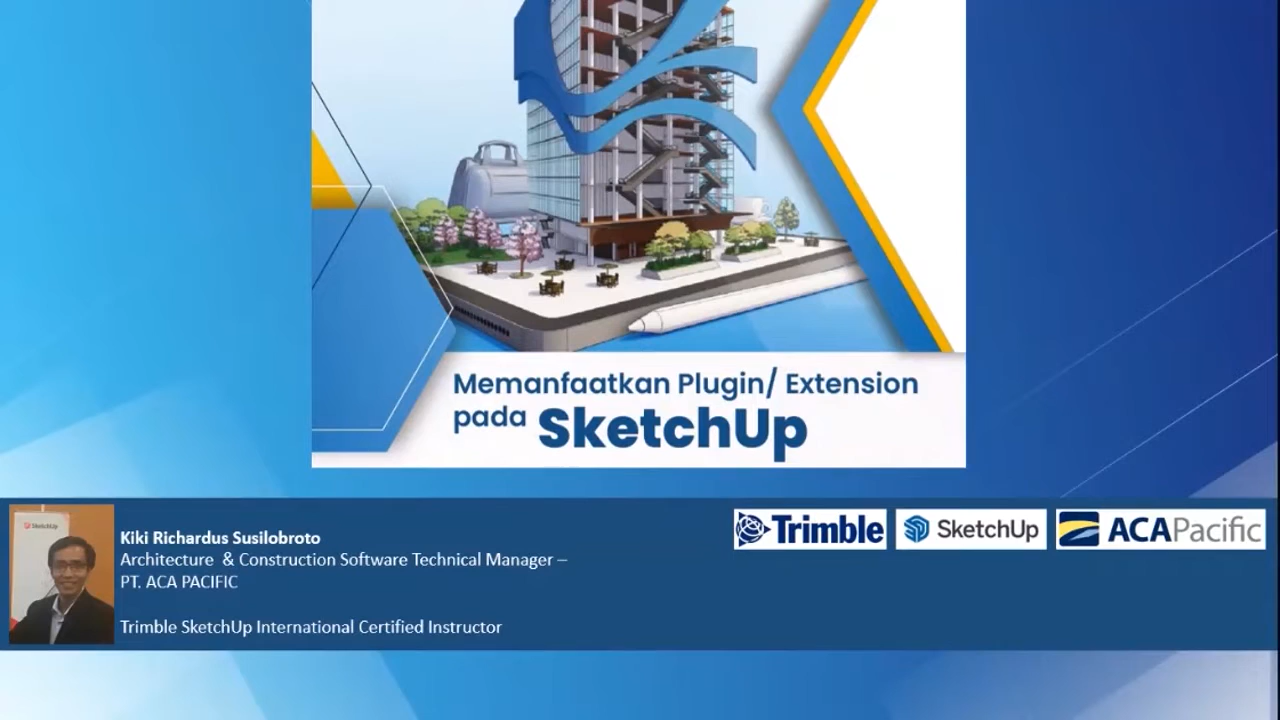 Memanfaatkan Plugin/ Extension
pada SketchUp
SketchUp
Kiki Richardus Susilobroto
Architecture & Construction Software Technical Manager –
PT. ACA PACIFIC
Trimble SketchUp International Certified Instructor
Trimble
SketchUp
ACAPacific